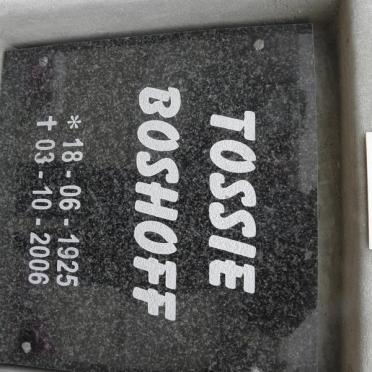 TOSSIE
BOSHOFF
* 18 - 06 - 1925
† 03 - 10 - 2006